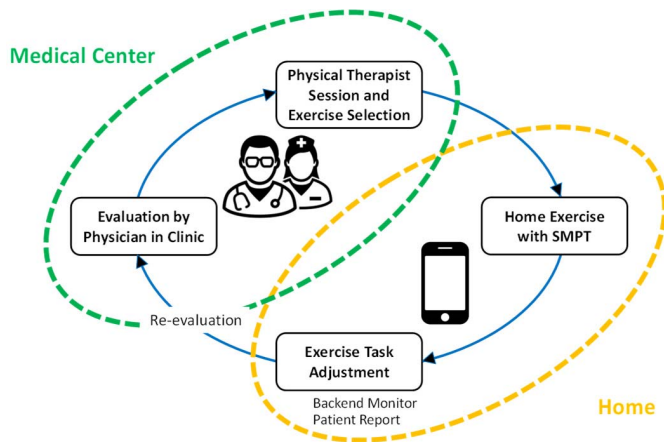 Medical Center
Physical Therapist
Session and
Exercise Selection
Evaluation by
Physician in Clinic
Home Exercise
with SMPT
Re-evaluation
Exercise Task
Adjustment
Backend Monitor
Patient Report
Home